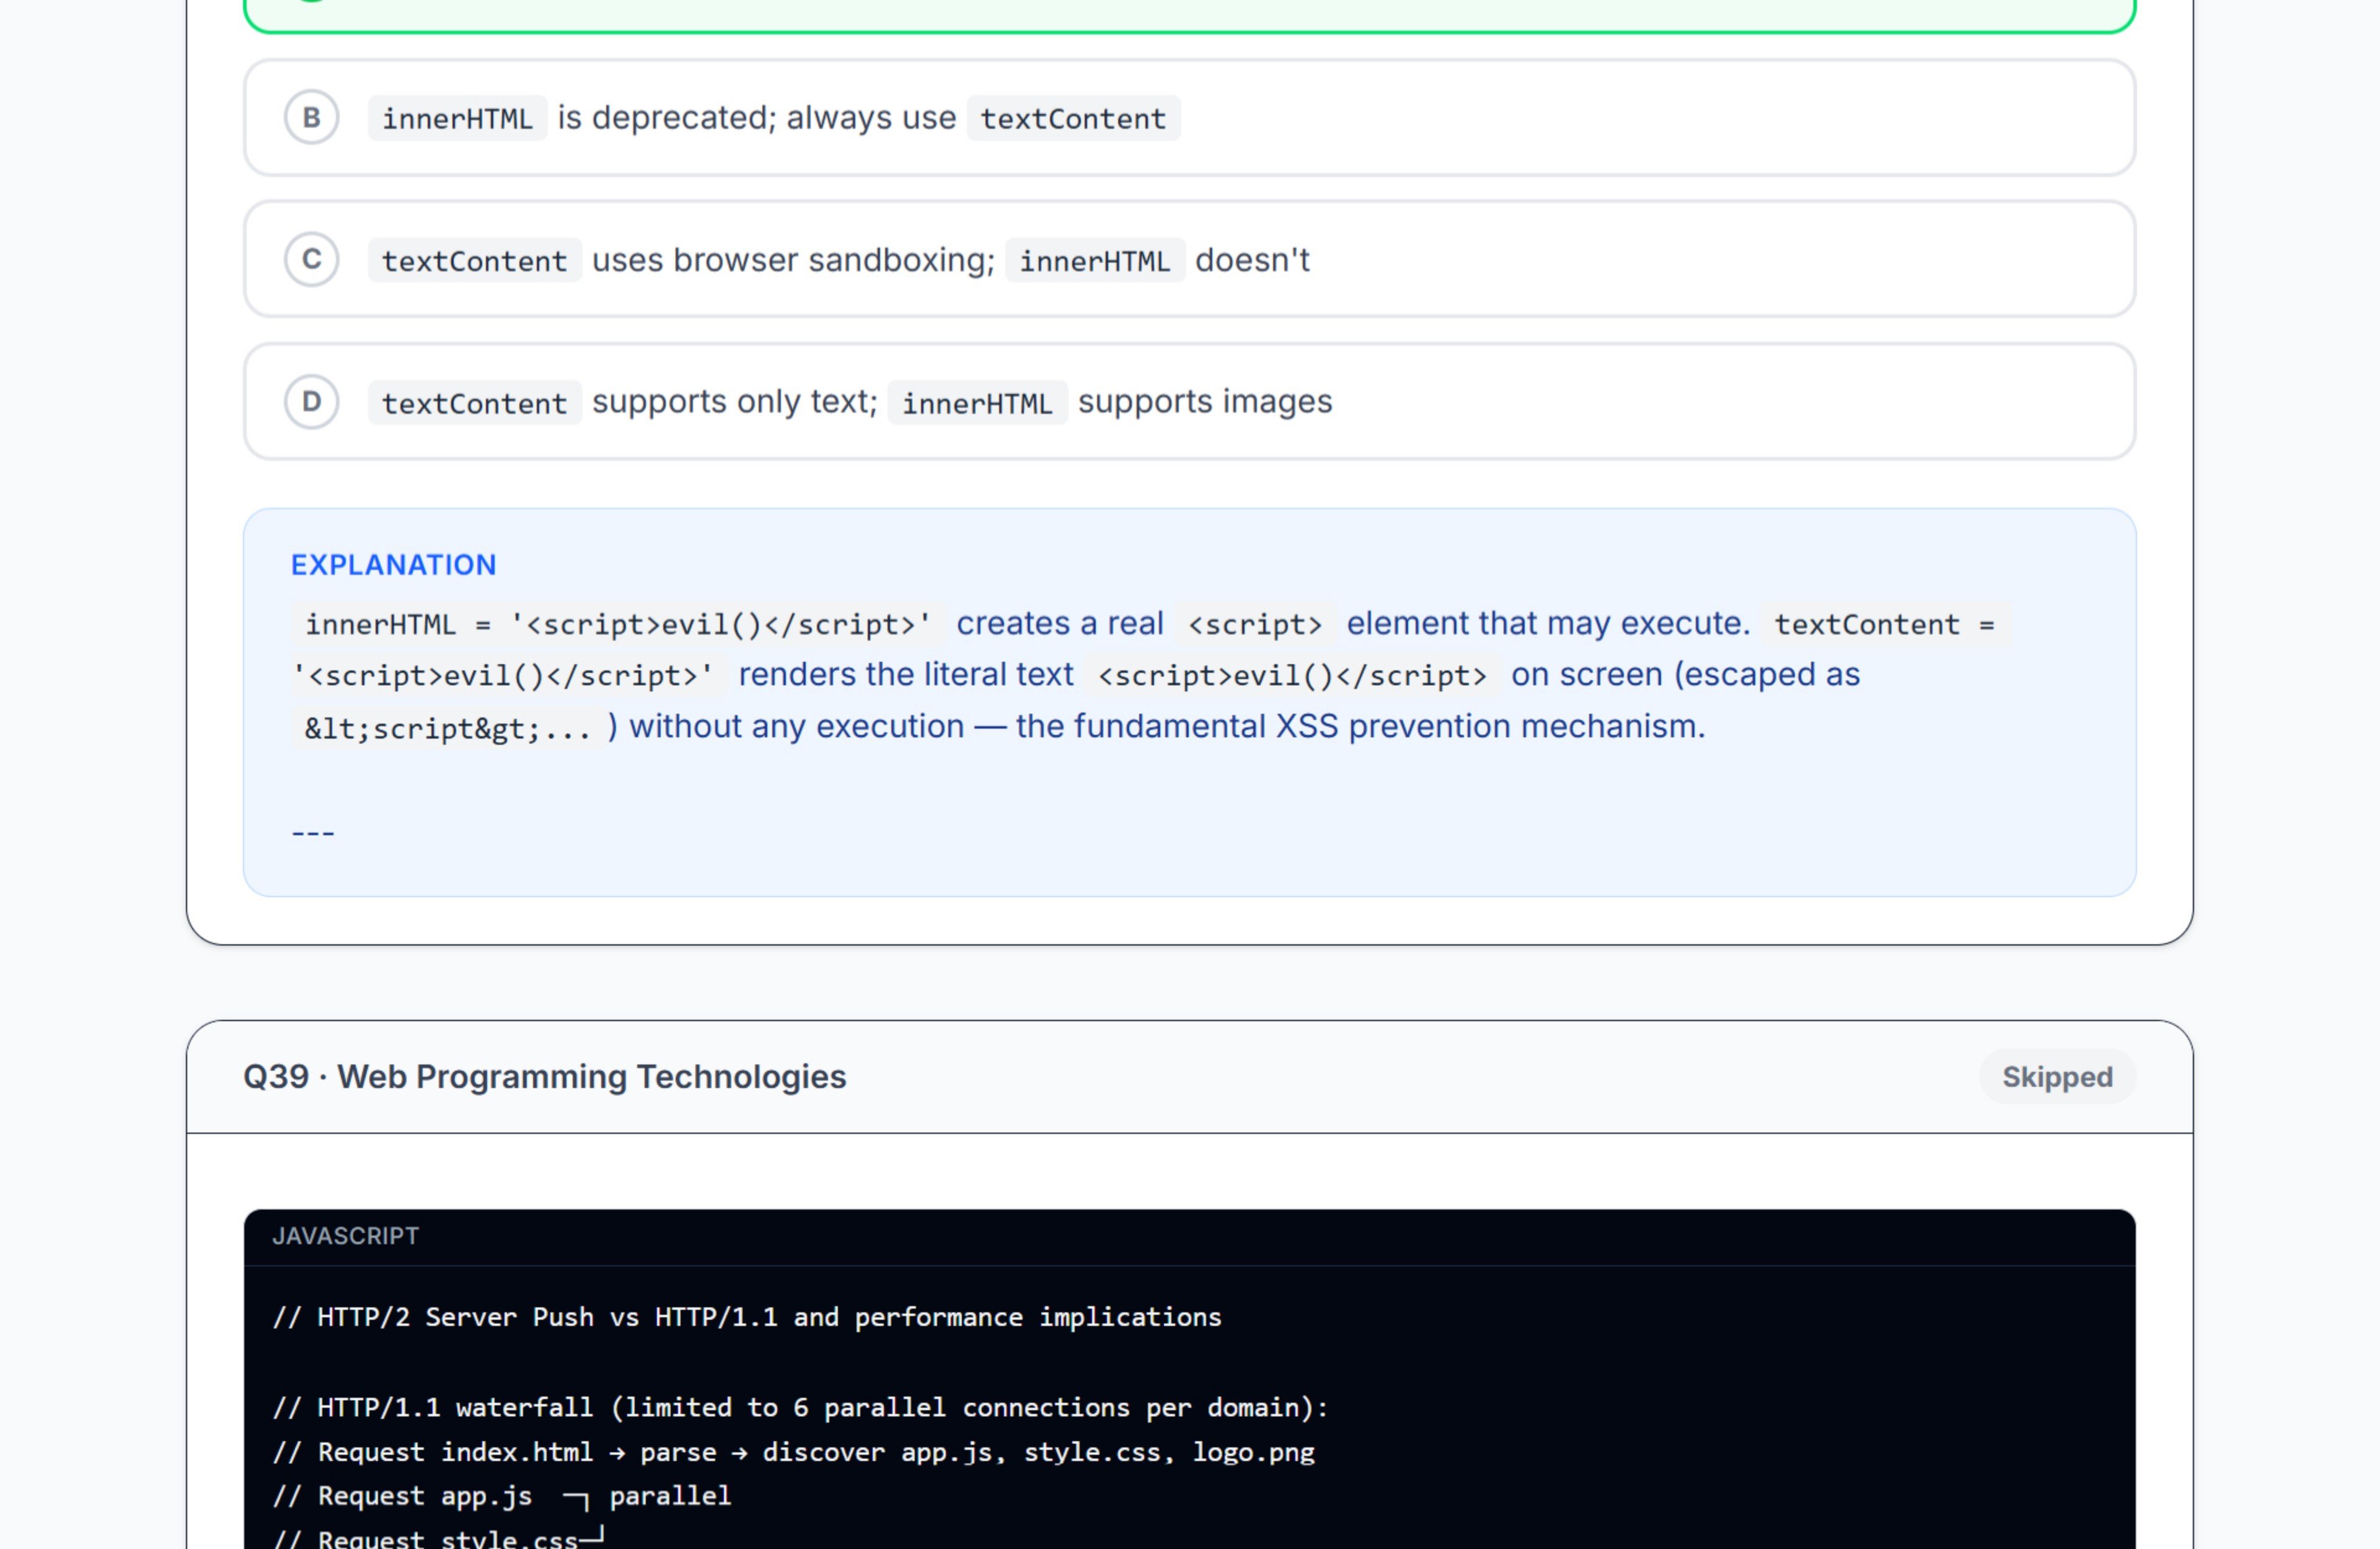 B innerHTML is deprecated; always use textContent
C textContent uses browser sandboxing; innerHTML doesn't
D textContent supports only text; innerHTML supports images
EXPLANATION
innerHTML = '<script>evil()</script>' creates a real <script> element that may execute. textContent =
'<script>evil()</script>' renders the literal text <script>evil()</script> on screen (escaped as
&lt;script&gt;... ) without any execution — the fundamental XSS prevention mechanism.
---
Q39 · Web Programming Technologies
Skipped
JAVASCRIPT
// HTTP/2 Server Push vs HTTP/1.1 and performance implications
// HTTP/1.1 waterfall (limited to 6 parallel connections per domain):
// Request index.html → parse → discover app.js, style.css, logo.png
// Request app.js ─┐ parallel
// Request style.css─┘